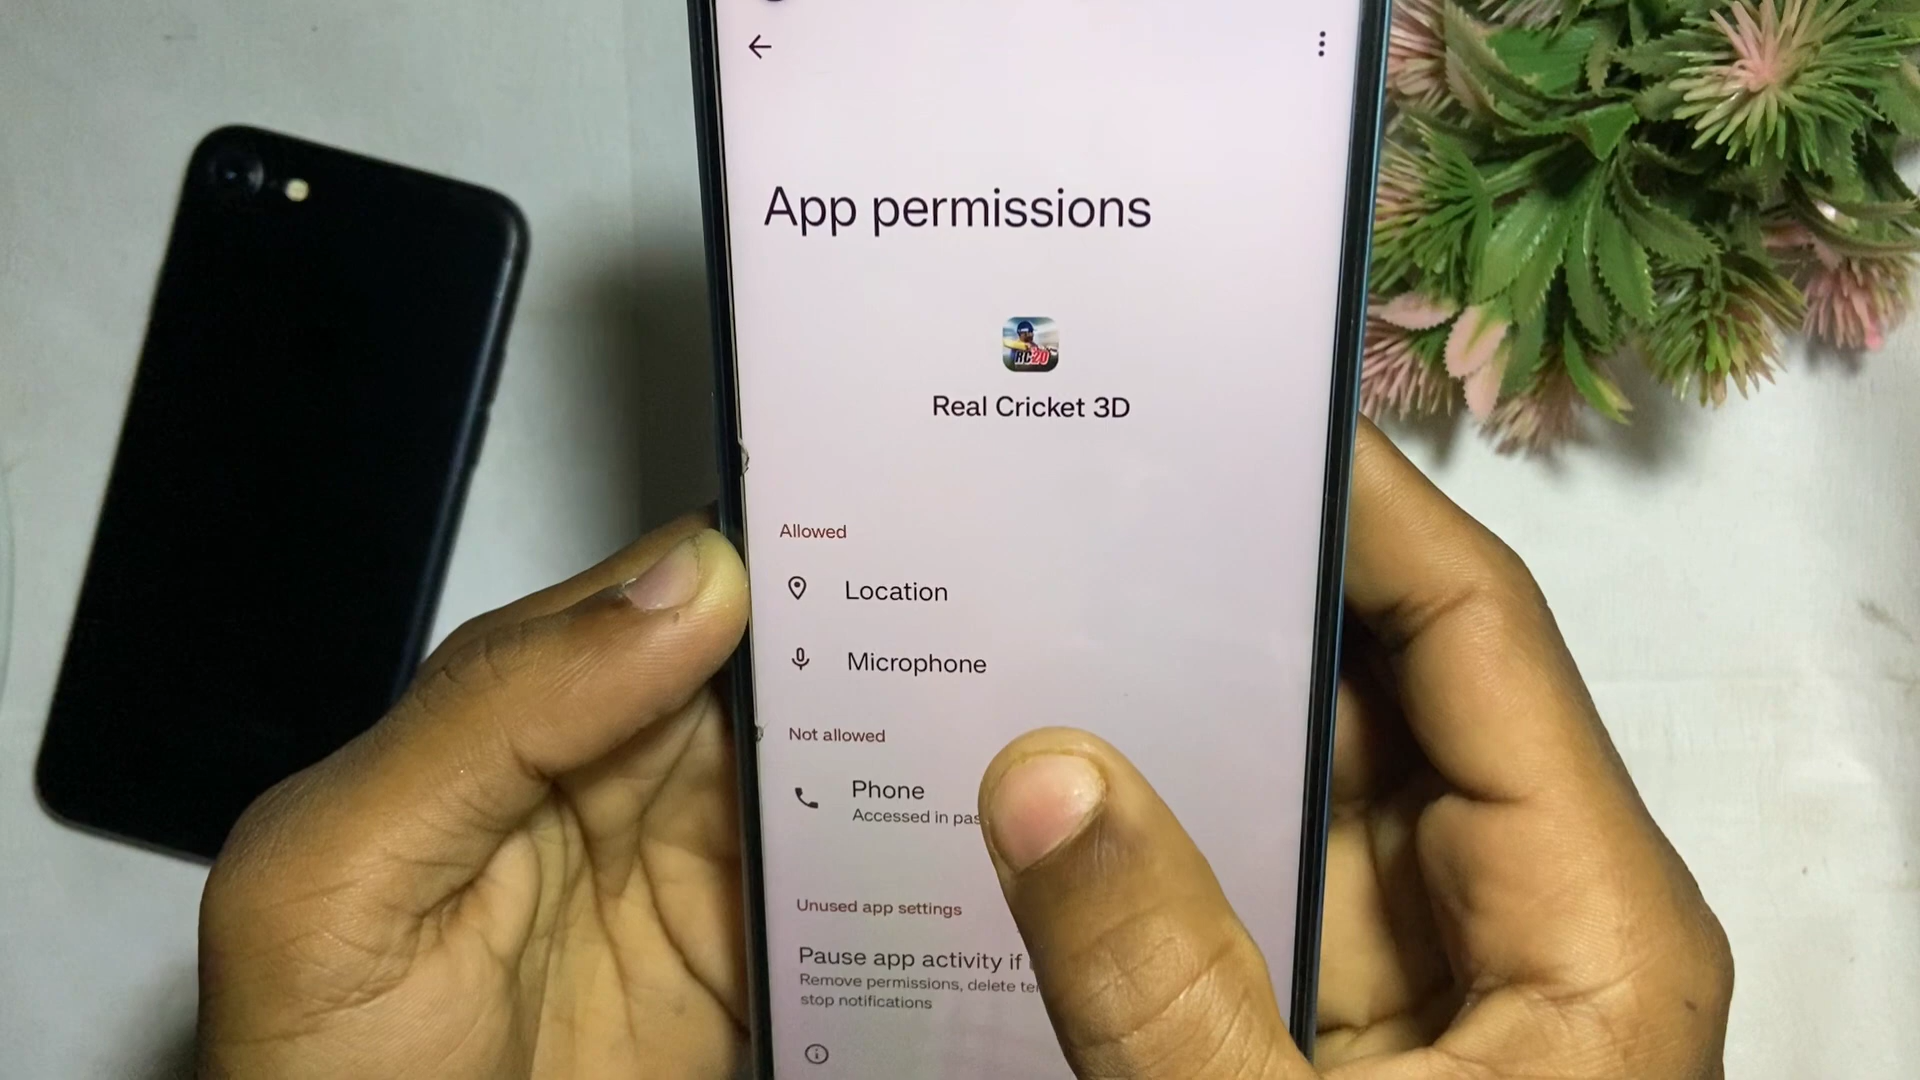 App permissions
RC20
Real Cricket 3D
Allowed
Location
Microphone
Not allowed
Phone
Accessed in
Unused app settings
Pause app activity if
Remove permissions, delete
stop notifications